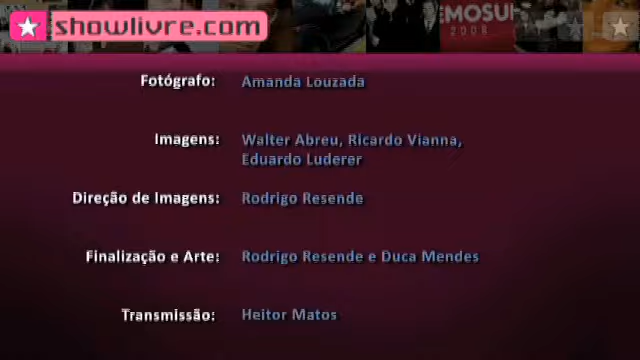 showlivre.com
EMOSUL
2008
Fotógrafo: Amanda Louzada
Imagens: Walter Abreu, Ricardo Vianna,
Eduardo Luderer
Direção de Imagens: Rodrigo Resende
Finalização e Arte: Rodrigo Resende e Duca Mendes
Transmissão: Heitor Matos